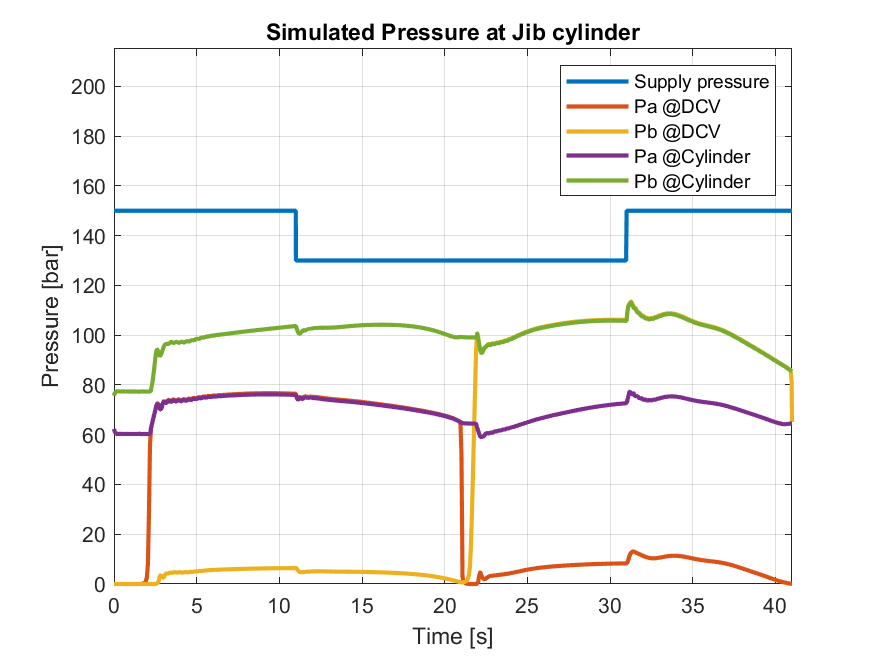 Simulated Pressure at Jib cylinder
200
180
160
140
120
100
80
60
40
20
0
Pressure [bar]
Supply pressure
Pa @DCV
Pb @DCV
Pa @Cylinder
Pb @Cylinder
0 5 10 15 20 25 30 35 40
Time [s]